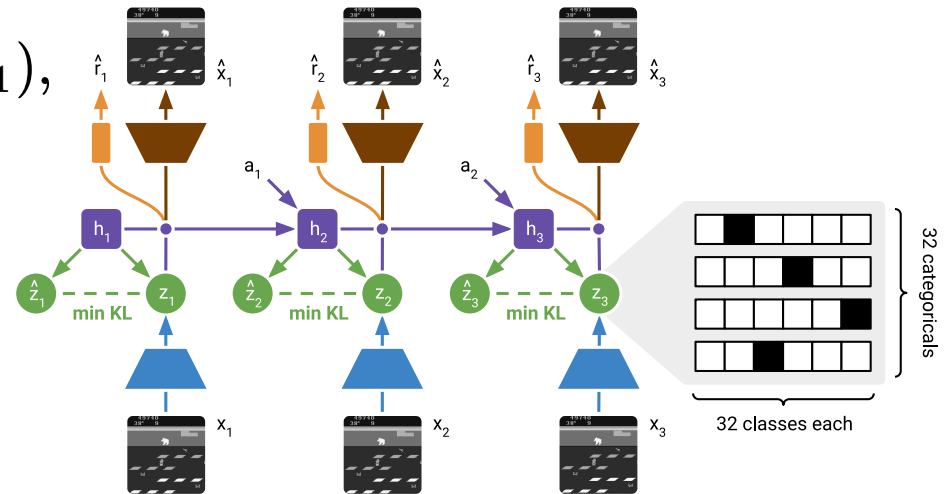 ₁),
r̂₁
x̂₁
r̂₂
x̂₂
r̂₃
x̂₃
a₁
a₂
h₁
h₂
h₃
ẑ₁
z₁
ẑ₂
z₂
ẑ₃
z₃
min KL
min KL
min KL
x₁
x₂
x₃
32 categoricals
32 classes each